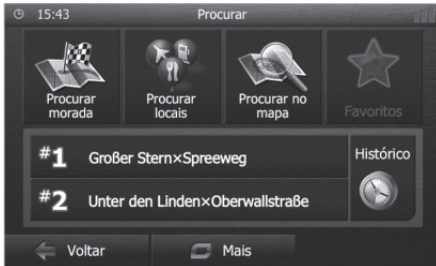 15:43 Procurar
Procurar morada
Procurar locais
Procurar no mapa
Favoritos
#1 Großer Stern×Spreeweg
Histórico
#2 Unter den Linden×Oberwallstraße
Voltar
Mais